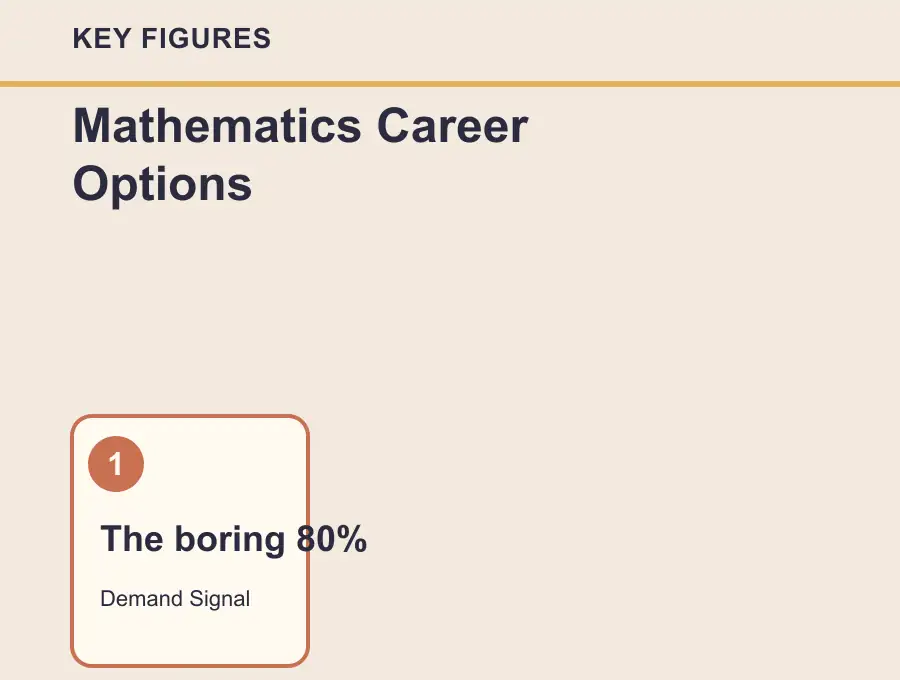 KEY FIGURES
Mathematics Career
Options
1
The boring 80%
Demand Signal